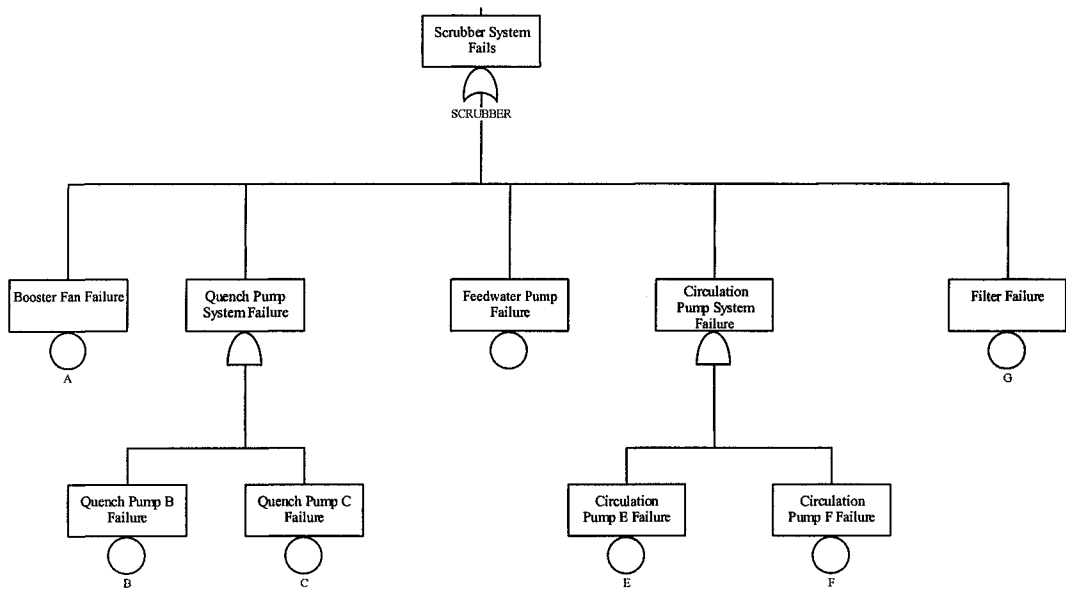 Scrubber System
Fails
SCRUBBER
Booster Fan Failure
Quench Pump
System Failure
Feedwater Pump
Failure
Circulation
Pump System
Failure
Filter Failure
A
G
Quench Pump B
Failure
Quench Pump C
Failure
Circulation
Pump E Failure
Circulation
Pump F Failure
B
C
E
F